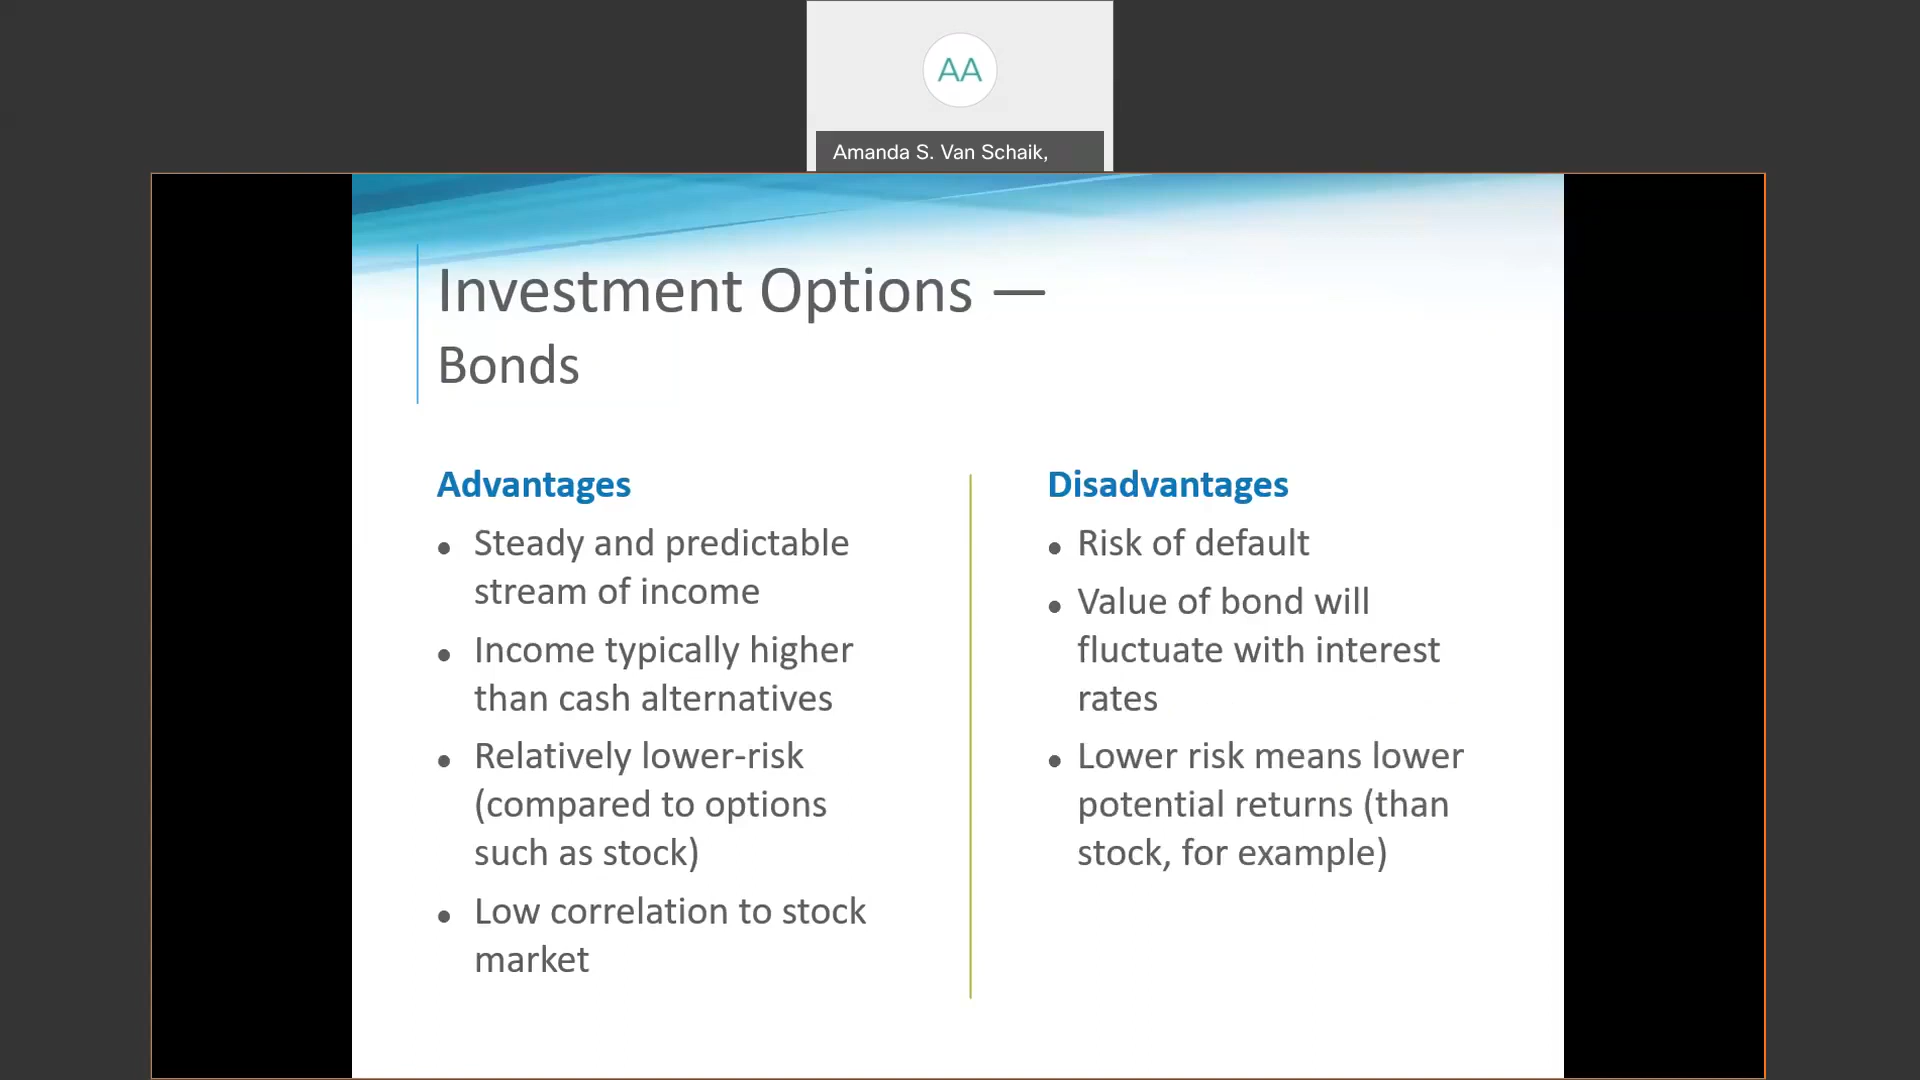 AA
Amanda S. Van Schaik,
Investment Options —
Bonds
Advantages
• Steady and predictable
stream of income
• Income typically higher
than cash alternatives
• Relatively lower-risk
(compared to options
such as stock)
• Low correlation to stock
market
Disadvantages
• Risk of default
• Value of bond will
fluctuate with interest
rates
• Lower risk means lower
potential returns (than
stock, for example)